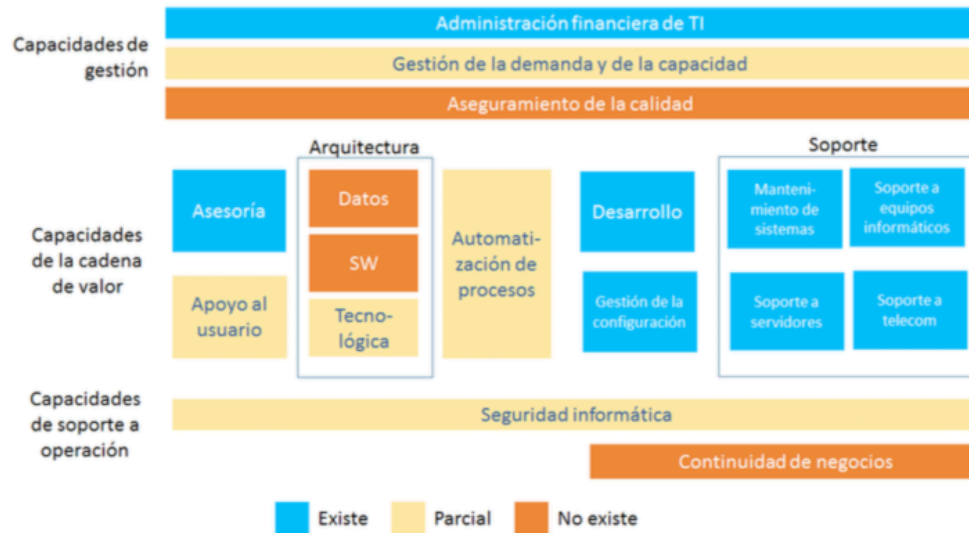 Administración financiera de TI
Capacidades de
gestión
Gestión de la demanda y de la capacidad
Aseguramiento de la calidad
Arquitectura
Soporte
Capacidades
de la cadena
de valor
Asesoría
Apoyo al
usuario
Datos
SW
Tecno-
lógica
Automati-
zación de
procesos
Desarrollo
Gestión de la
configuración
Manteni-
miento de
sistemas
Soporte a
equipos
informáticos
Soporte a
servidores
Soporte a
telecom
Capacidades
de soporte a
operación
Seguridad informática
Continuidad de negocios
Existe
Parcial
No existe